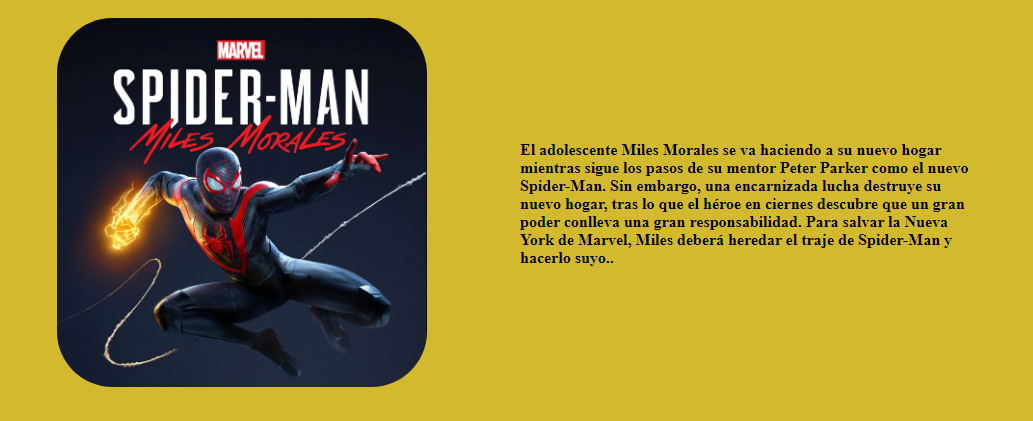 MARVEL
SPIDER-MAN
MILES MORALES
El adolescente Miles Morales se va haciendo a su nuevo hogar
mientras sigue los pasos de su mentor Peter Parker como el nuevo
Spider-Man. Sin embargo, una encarnizada lucha destruye su
nuevo hogar, tras lo que el héroe en ciernes descubre que un gran
poder conlleva una gran responsabilidad. Para salvar la Nueva
York de Marvel, Miles deberá heredar el traje de Spider-Man y
hacerlo suyo..